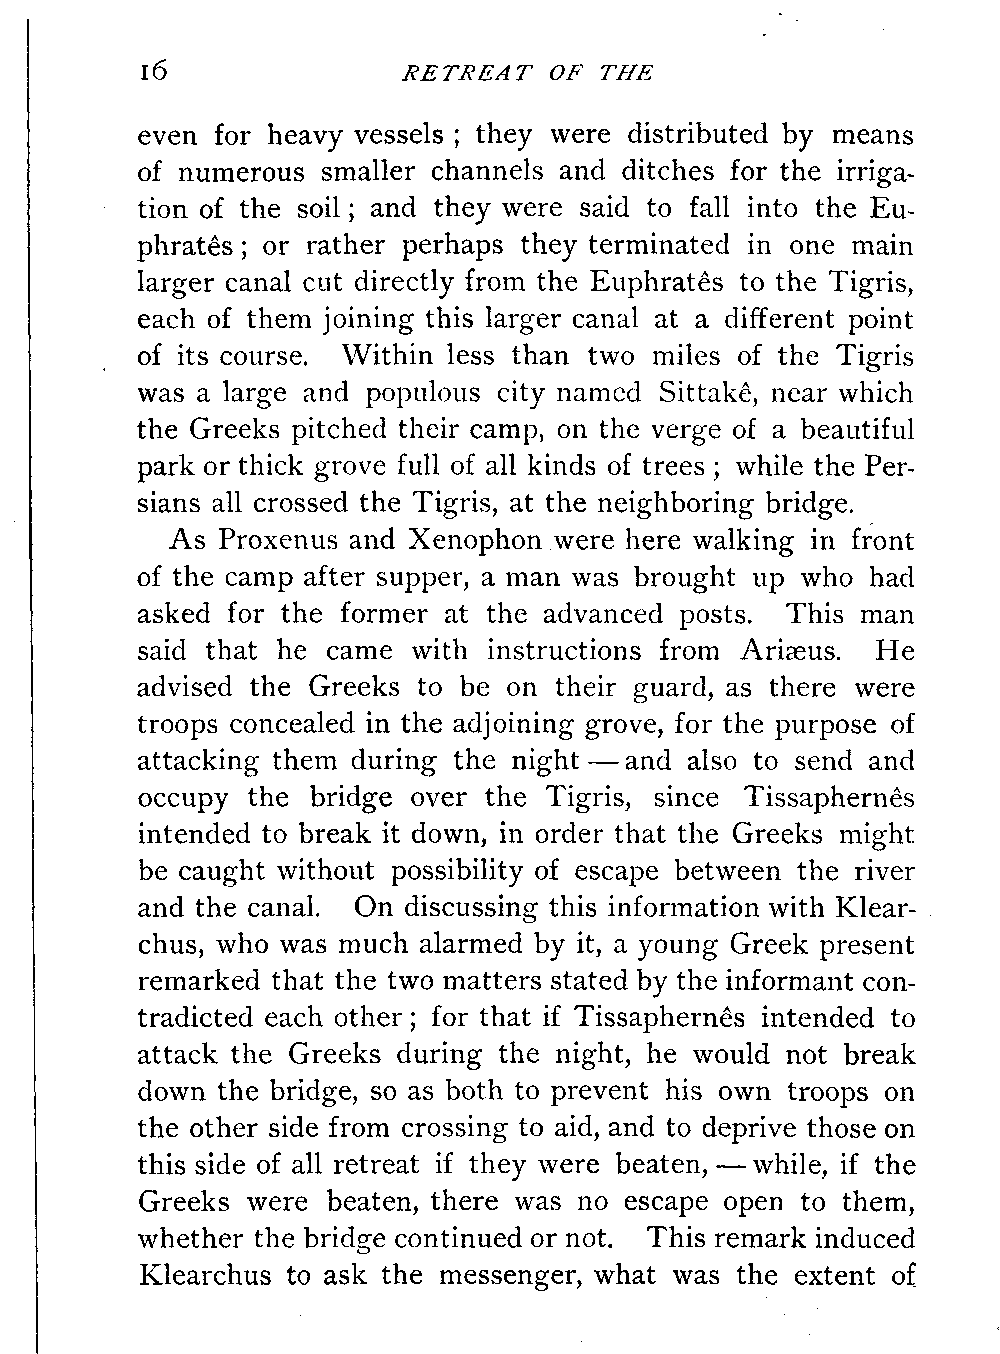 16 RETREAT OF THE
even for heavy vessels ; they were distributed by means
of numerous smaller channels and ditches for the irriga-
tion of the soil ; and they were said to fall into the Eu-
phratês ; or rather perhaps they terminated in one main
larger canal cut directly from the Euphratês to the Tigris,
each of them joining this larger canal at a different point
of its course. Within less than two miles of the Tigris
was a large and populous city named Sittakê, near which
the Greeks pitched their camp, on the verge of a beautiful
park or thick grove full of all kinds of trees ; while the Per-
sians all crossed the Tigris, at the neighboring bridge.
As Proxenus and Xenophon were here walking in front
of the camp after supper, a man was brought up who had
asked for the former at the advanced posts. This man
said that he came with instructions from Ariæus. He
advised the Greeks to be on their guard, as there were
troops concealed in the adjoining grove, for the purpose of
attacking them during the night — and also to send and
occupy the bridge over the Tigris, since Tissaphernês
intended to break it down, in order that the Greeks might
be caught without possibility of escape between the river
and the canal. On discussing this information with Klear-
chus, who was much alarmed by it, a young Greek present
remarked that the two matters stated by the informant con-
tradicted each other ; for that if Tissaphernês intended to
attack the Greeks during the night, he would not break
down the bridge, so as both to prevent his own troops on
the other side from crossing to aid, and to deprive those on
this side of all retreat if they were beaten, — while, if the
Greeks were beaten, there was no escape open to them,
whether the bridge continued or not. This remark induced
Klearchus to ask the messenger, what was the extent of